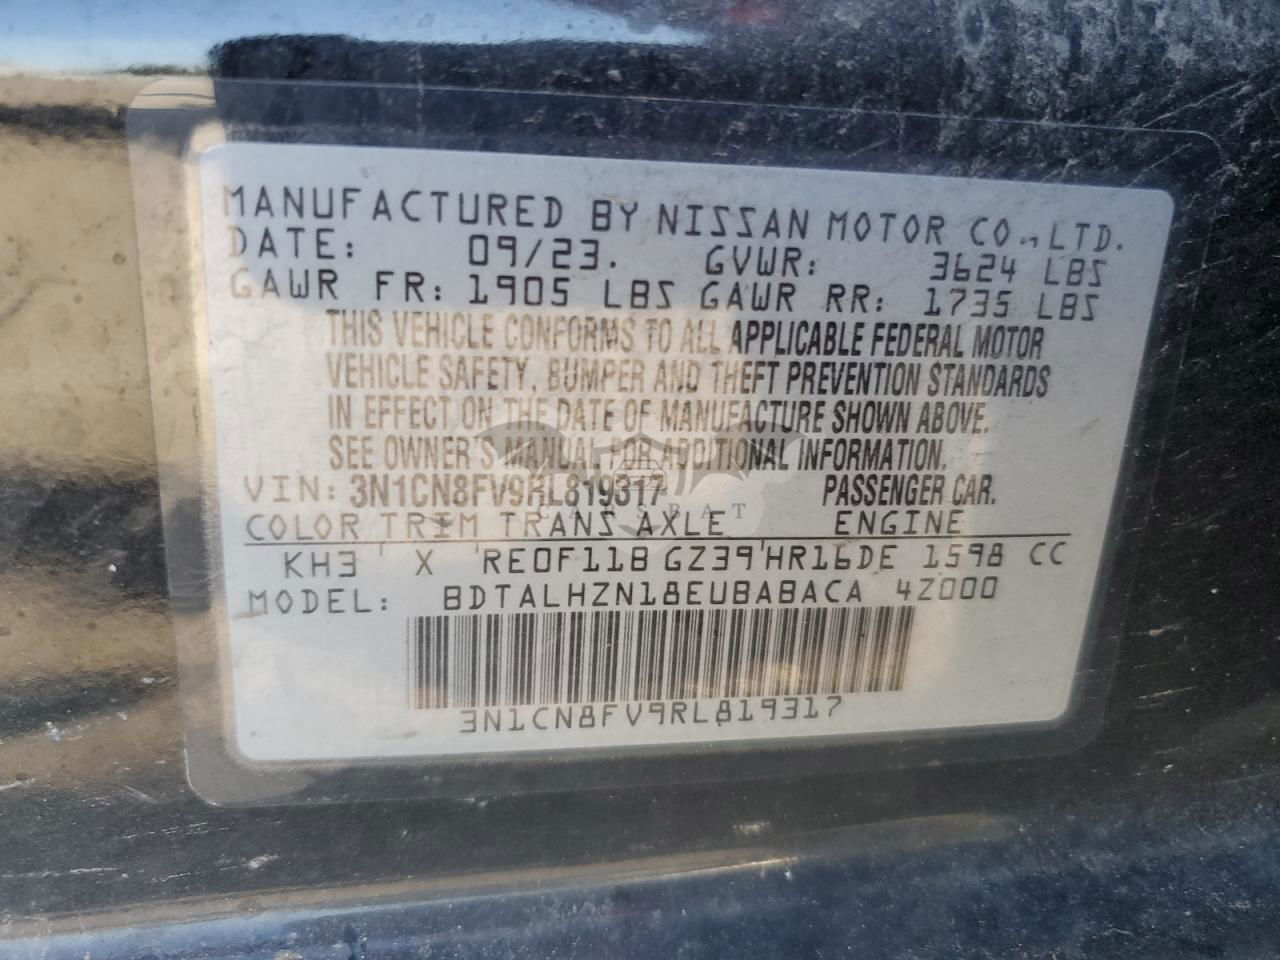 MANUFACTURED BY NISSAN MOTOR CO.,LTD.
DATE: 09/23. GVWR: 3624 LBS
GAWR FR: 1905 LBS GAWR RR: 1735 LBS
THIS VEHICLE CONFORMS TO ALL APPLICABLE FEDERAL MOTOR
VEHICLE SAFETY, BUMPER AND THEFT PREVENTION STANDARDS
IN EFFECT ON THE DATE OF MANUFACTURE SHOWN ABOVE.
SEE OWNER'S MANUAL FOR ADDITIONAL INFORMATION.
VIN: 3N1CN8FV9RL819317 PASSENGER CAR.
CARSBAT
COLOR TRIM TRANS AXLE ENGINE
KH3 X RE0F11B GZ39 HR16DE 1598 CC
MODEL: BDTALHZN18EUBABACA 4Z000
3N1CN8FV9RL819317